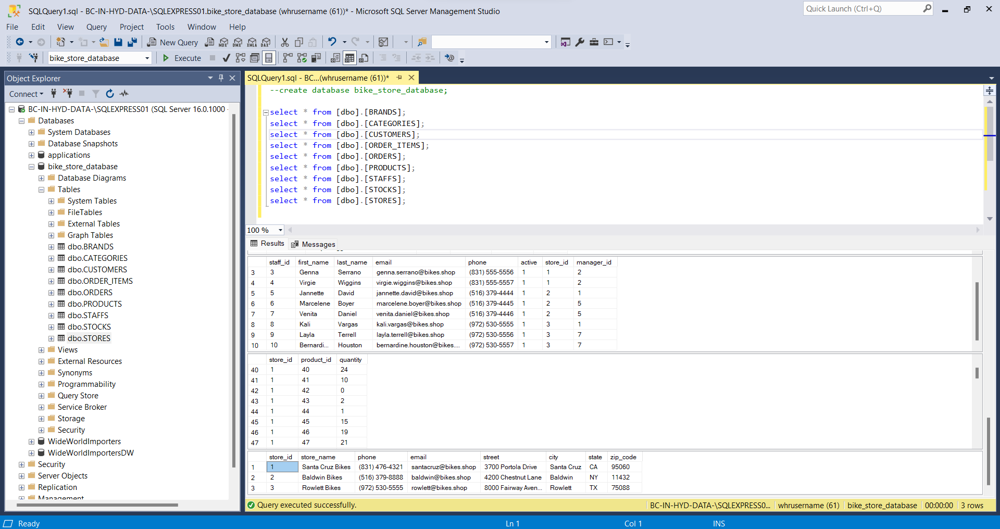 SQLQuery1.sql - BC-IN-HYD-DATA-\SQLEXPRESS01.bike_store_database (whrusername (61))* - Microsoft SQL Server Management Studio
Quick Launch (Ctrl+Q)
File Edit View Query Project Tools Window Help
New Query MDX DMX XMLA DAX
bike_store_database Execute
Object Explorer
Connect
BC-IN-HYD-DATA-\SQLEXPRESS01 (SQL Server 16.0.1000 -
Databases
System Databases
Database Snapshots
applications
bike_store_database
Database Diagrams
Tables
System Tables
FileTables
External Tables
Graph Tables
dbo.BRANDS
dbo.CATEGORIES
dbo.CUSTOMERS
dbo.ORDER_ITEMS
dbo.ORDERS
dbo.PRODUCTS
dbo.STAFFS
dbo.STOCKS
dbo.STORES
Views
External Resources
Synonyms
Programmability
Query Store
Service Broker
Storage
Security
WideWorldImporters
WideWorldImportersDW
Security
Server Objects
Replication
Management
SQLQuery1.sql - BC...(whrusername (61))*
--create database bike_store_database;
select * from [dbo].[BRANDS];
select * from [dbo].[CATEGORIES];
select * from [dbo].[CUSTOMERS];
select * from [dbo].[ORDER_ITEMS];
select * from [dbo].[ORDERS];
select * from [dbo].[PRODUCTS];
select * from [dbo].[STAFFS];
select * from [dbo].[STOCKS];
select * from [dbo].[STORES];
100 %
Results Messages
staff_id first_name last_name email phone active store_id manager_id
3 3 Genna Serrano genna.serrano@bikes.shop (831) 555-5556 1 1 2
4 4 Virgie Wiggins virgie.wiggins@bikes.shop (831) 555-5557 1 1 2
5 5 Jannette David jannette.david@bikes.shop (516) 379-4444 1 2 1
6 6 Marcelene Boyer marcelene.boyer@bikes.shop (516) 379-4445 1 2 5
7 7 Venita Daniel venita.daniel@bikes.shop (516) 379-4446 1 2 5
8 8 Kali Vargas kali.vargas@bikes.shop (972) 530-5555 1 3 1
9 9 Layla Terrell layla.terrell@bikes.shop (972) 530-5556 1 3 7
10 10 Bernardi... Houston bernardine.houston@bikes.... (972) 530-5557 1 3 7
store_id product_id quantity
40 1 40 24
41 1 41 10
42 1 42 0
43 1 43 2
44 1 44 1
45 1 45 15
46 1 46 19
47 1 47 21
store_id store_name phone email street city state zip_code
1 1 Santa Cruz Bikes (831) 476-4321 santacruz@bikes.shop 3700 Portola Drive Santa Cruz CA 95060
2 2 Baldwin Bikes (516) 379-8888 baldwin@bikes.shop 4200 Chestnut Lane Baldwin NY 11432
3 3 Rowlett Bikes (972) 530-5555 rowlett@bikes.shop 8000 Fairway Aven... Rowlett TX 75088
Query executed successfully. BC-IN-HYD-DATA-\SQLEXPRESS0... whrusername (61) bike_store_database 00:00:00 3 rows
Ready Ln 1 Col 1 INS